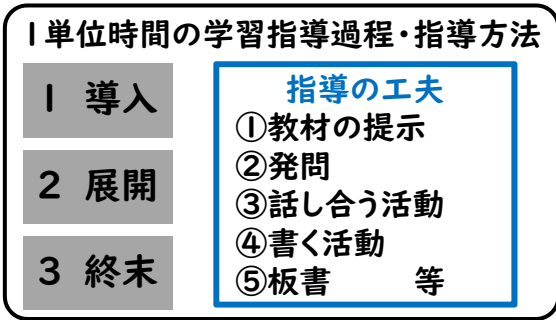 1単位時間の学習指導過程・指導方法
1 導入
2 展開
3 終末
指導の工夫
①教材の提示
②発問
③話し合う活動
④書く活動
⑤板書　　等